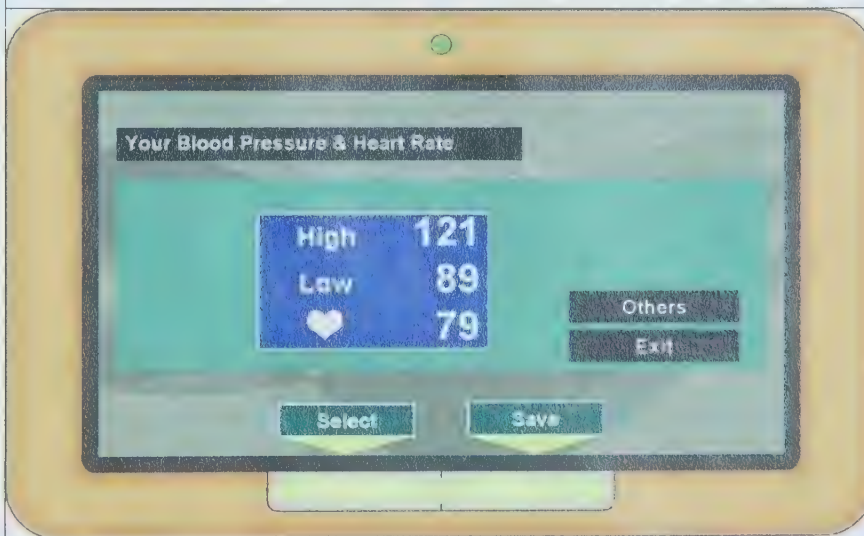 Your Blood Pressure & Heart Rate
High 121
Low 89
79
Others
Exit
Select
Save